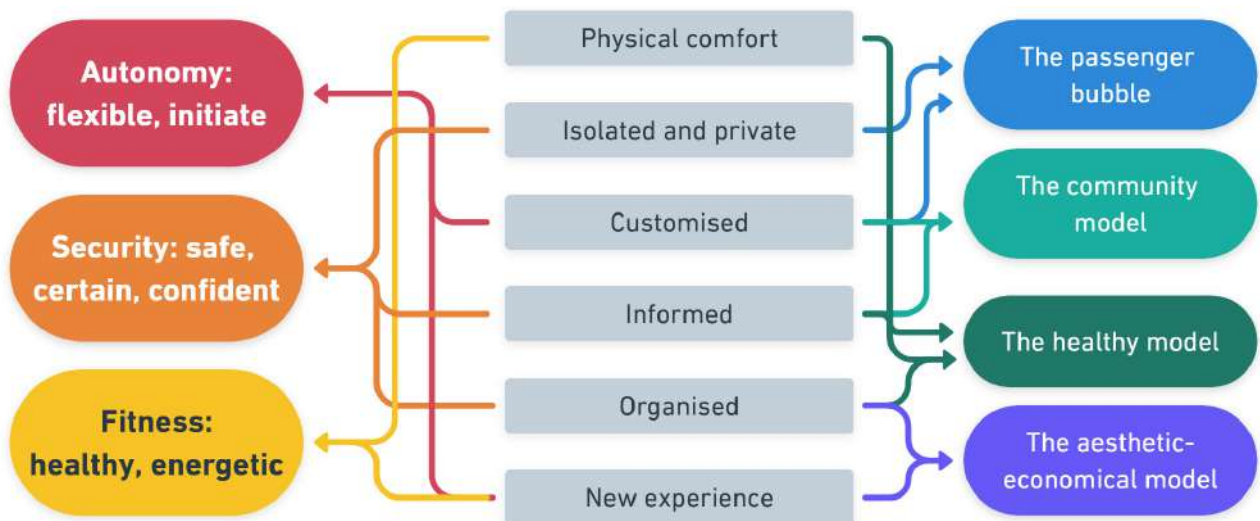 Autonomy:
flexible, initiate
Security: safe,
certain, confident
Fitness:
healthy, energetic
Physical comfort
Isolated and private
Customised
Informed
Organised
New experience
The passenger
bubble
The community
model
The healthy model
The aesthetic-
economical model